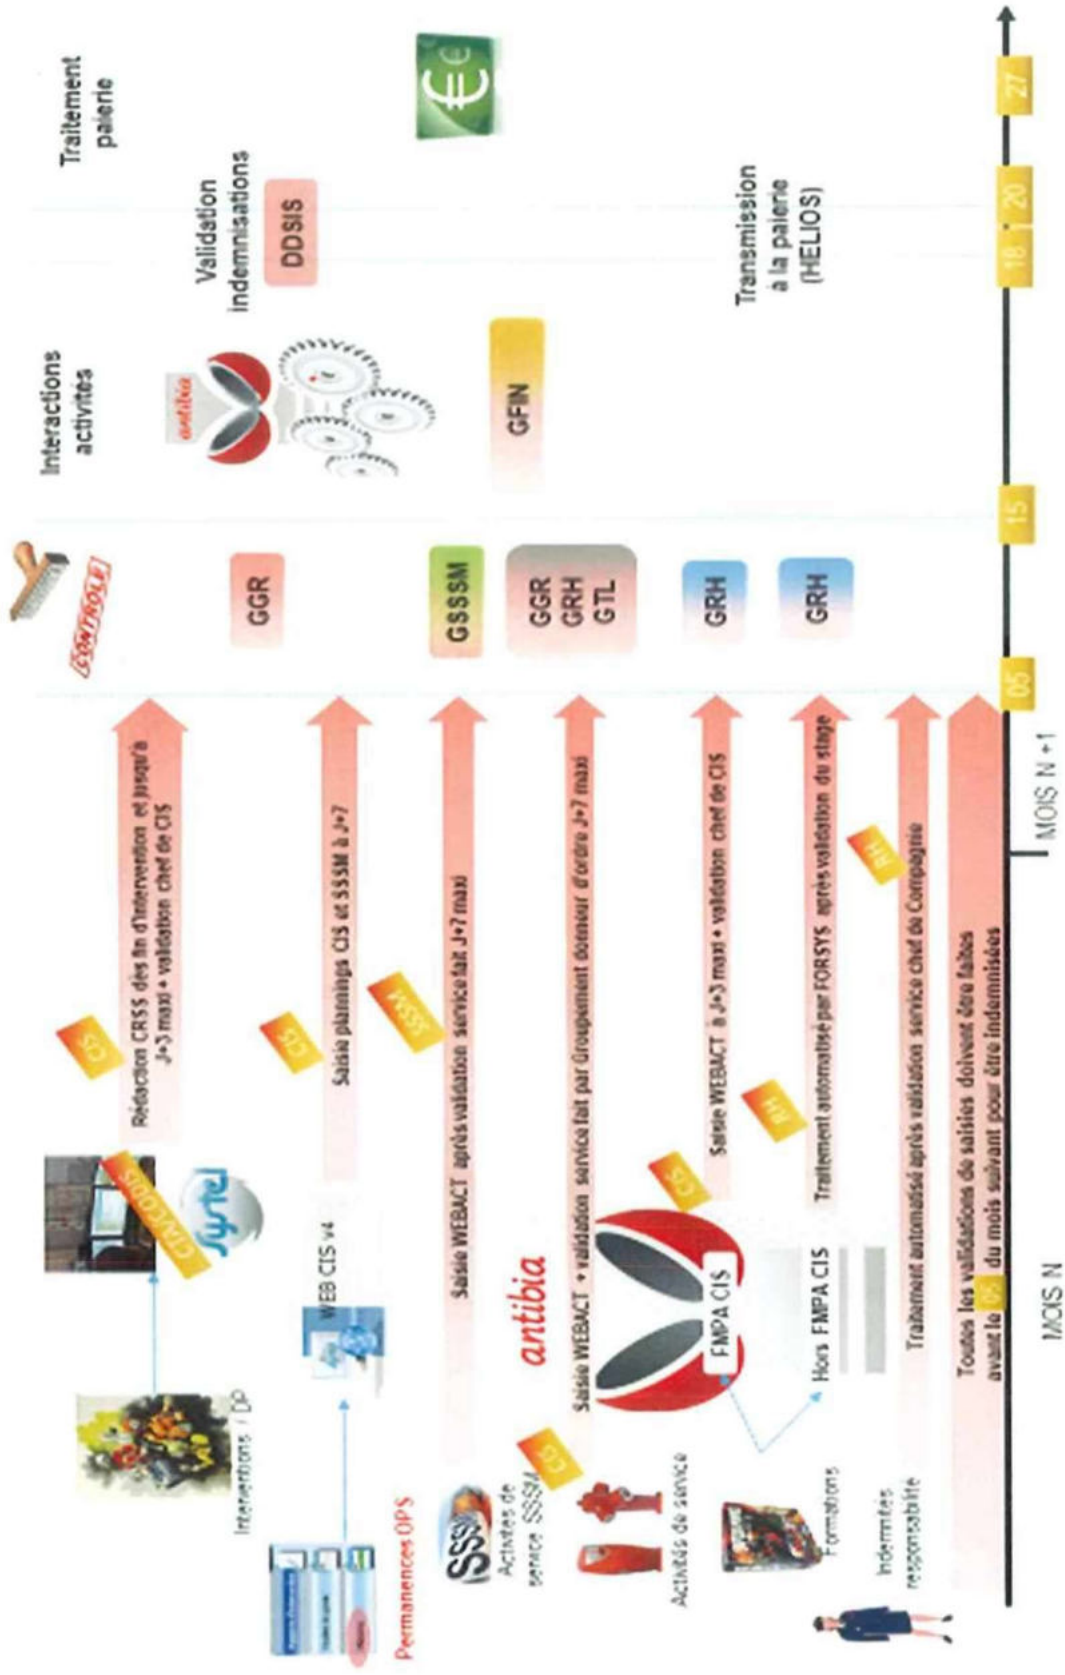 CONTROLE
Interactions
activités
Traitement
paierie
CIS
Rédaction CRSS dès fin d'intervention et jusqu'à
J+3 maxi + validation chef de CIS
GGR
antibia
Validation
indemnisations
DDSIS
CTA/CODIS
systel
Interventions / DP
CIS
Saisie plannings CIS et SSSM à J+7
WEB CIS v4
Permanences OPS
SSSM
Saisie WEBACT après validation service fait J+7 maxi
GSSSM
SSS
Activités de
service SSSM
antibia
GFIN
CIS
Saisie WEBACT + validation service fait par Groupement donneur d'ordre J+7 maxi
GGR
GRH
GTL
Activités de service
CIS
Saisie WEBACT à J+3 maxi + validation chef de CIS
GRH
FMPA CIS
Transmission
à la paierie
(HELIOS)
RH
Traitement automatisé par FORSYS après validation du stage
GRH
Hors FMPA CIS
Formations
RH
Traitement automatisé après validation service chef de Compagnie
Indemnités
responsabilité
Toutes les validations de saisies doivent être faites
avant le 05 du mois suivant pour être indemnisées
05
15
18
20
27
MOIS N
MOIS N +1